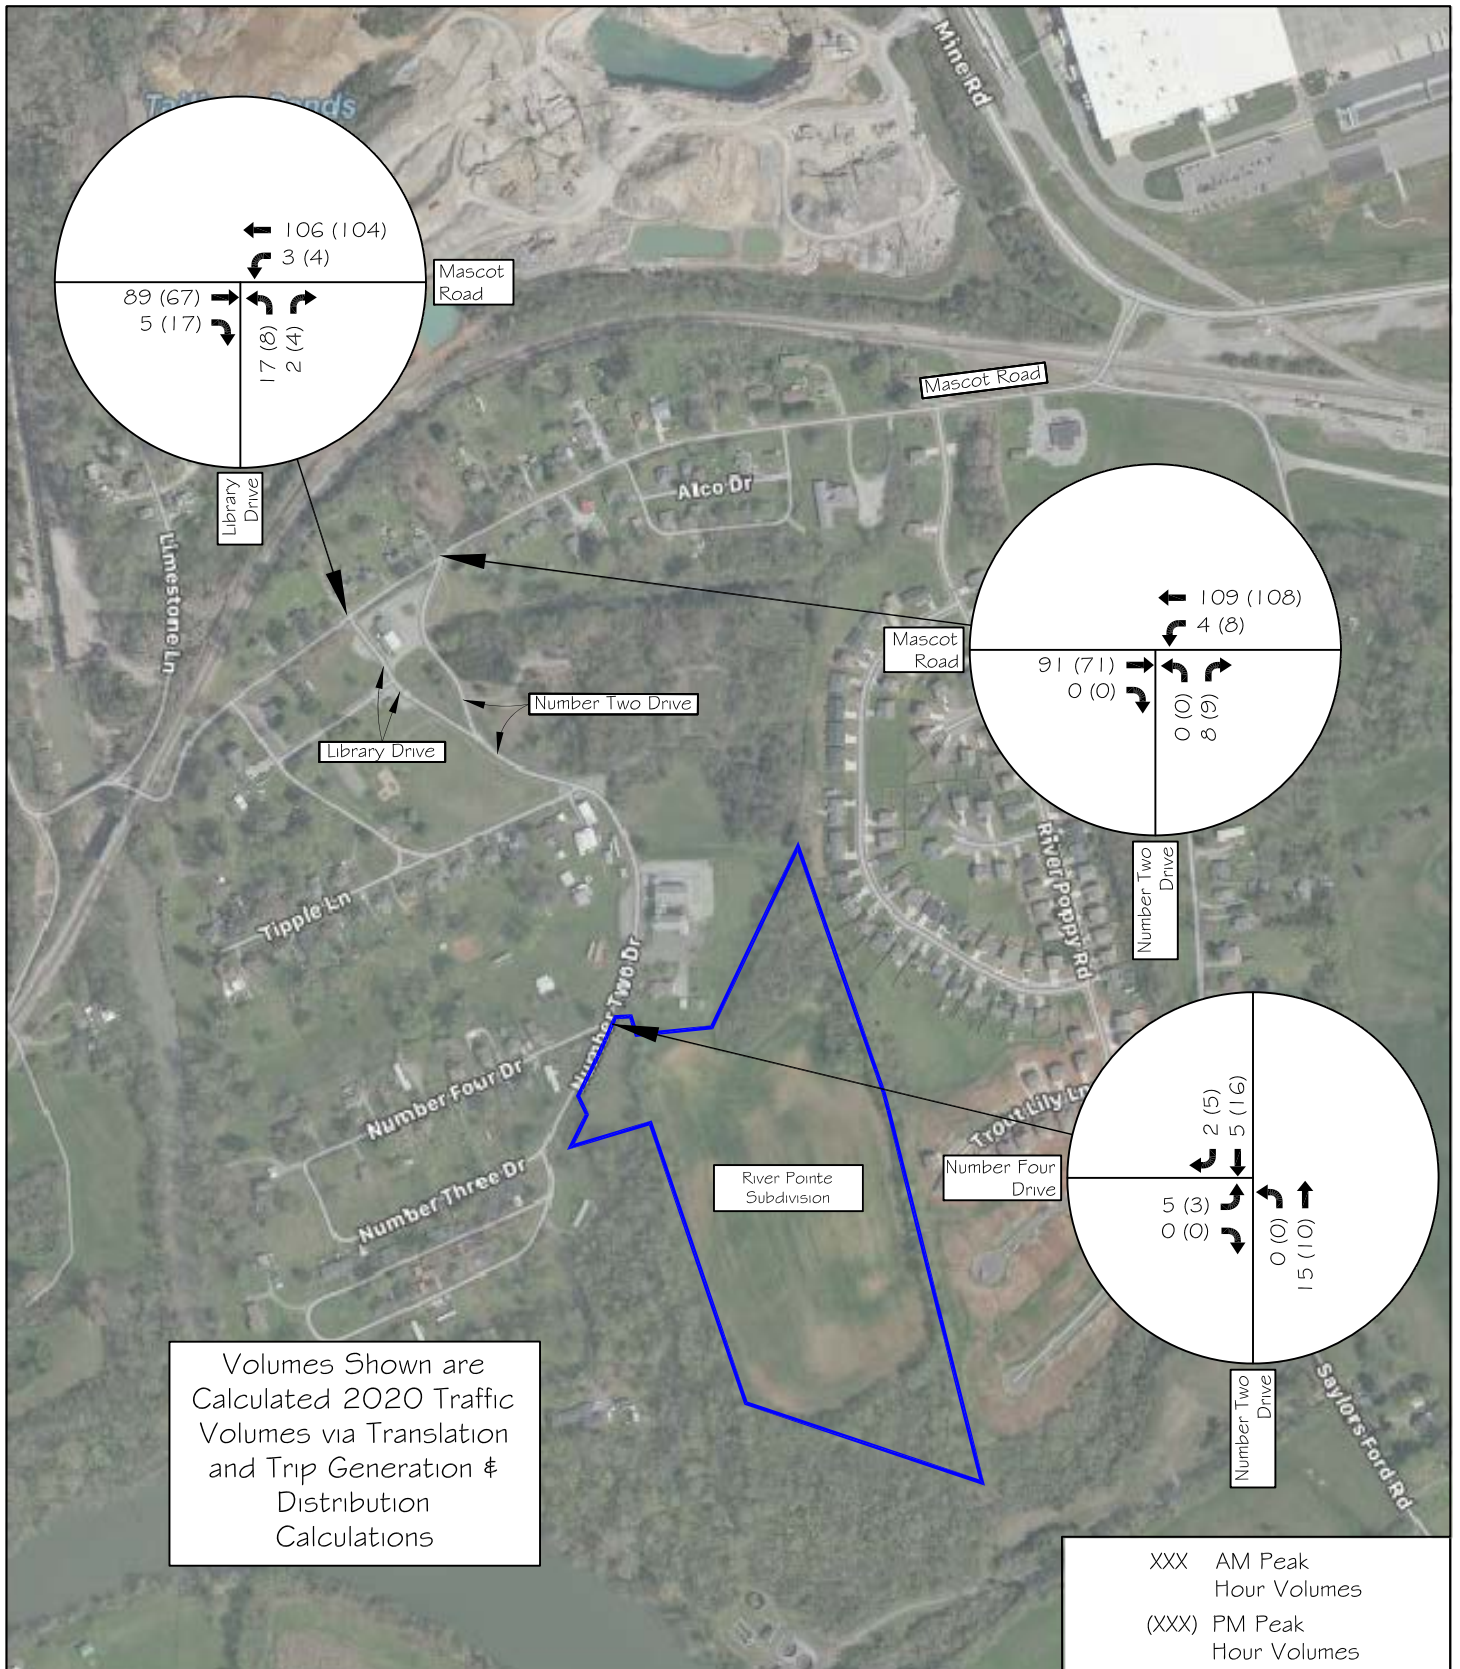 Mine Rd
Tailings Ponds
106 (104)
3 (4)
89 (67)
5 (17)
17 (8)
2 (4)
Mascot
Road
Library
Drive
Mascot Road
Alco Dr
Limestone Ln
109 (108)
4 (8)
Mascot
Road
91 (71)
0 (0)
0 (0)
8 (9)
Number Two
Drive
Number Two Drive
Library Drive
River Poppy Rd
Tipple Ln
Number Two Dr
Number Four Dr
Trout Lily Ln
Number Three Dr
River Pointe
Subdivision
2 (5)
5 (16)
Number Four
Drive
5 (3)
0 (0)
0 (0)
15 (10)
Number Two
Drive
Saylors Ford Rd
Volumes Shown are
Calculated 2020 Traffic
Volumes via Translation
and Trip Generation &
Distribution
Calculations
XXX AM Peak
Hour Volumes
(XXX) PM Peak
Hour Volumes